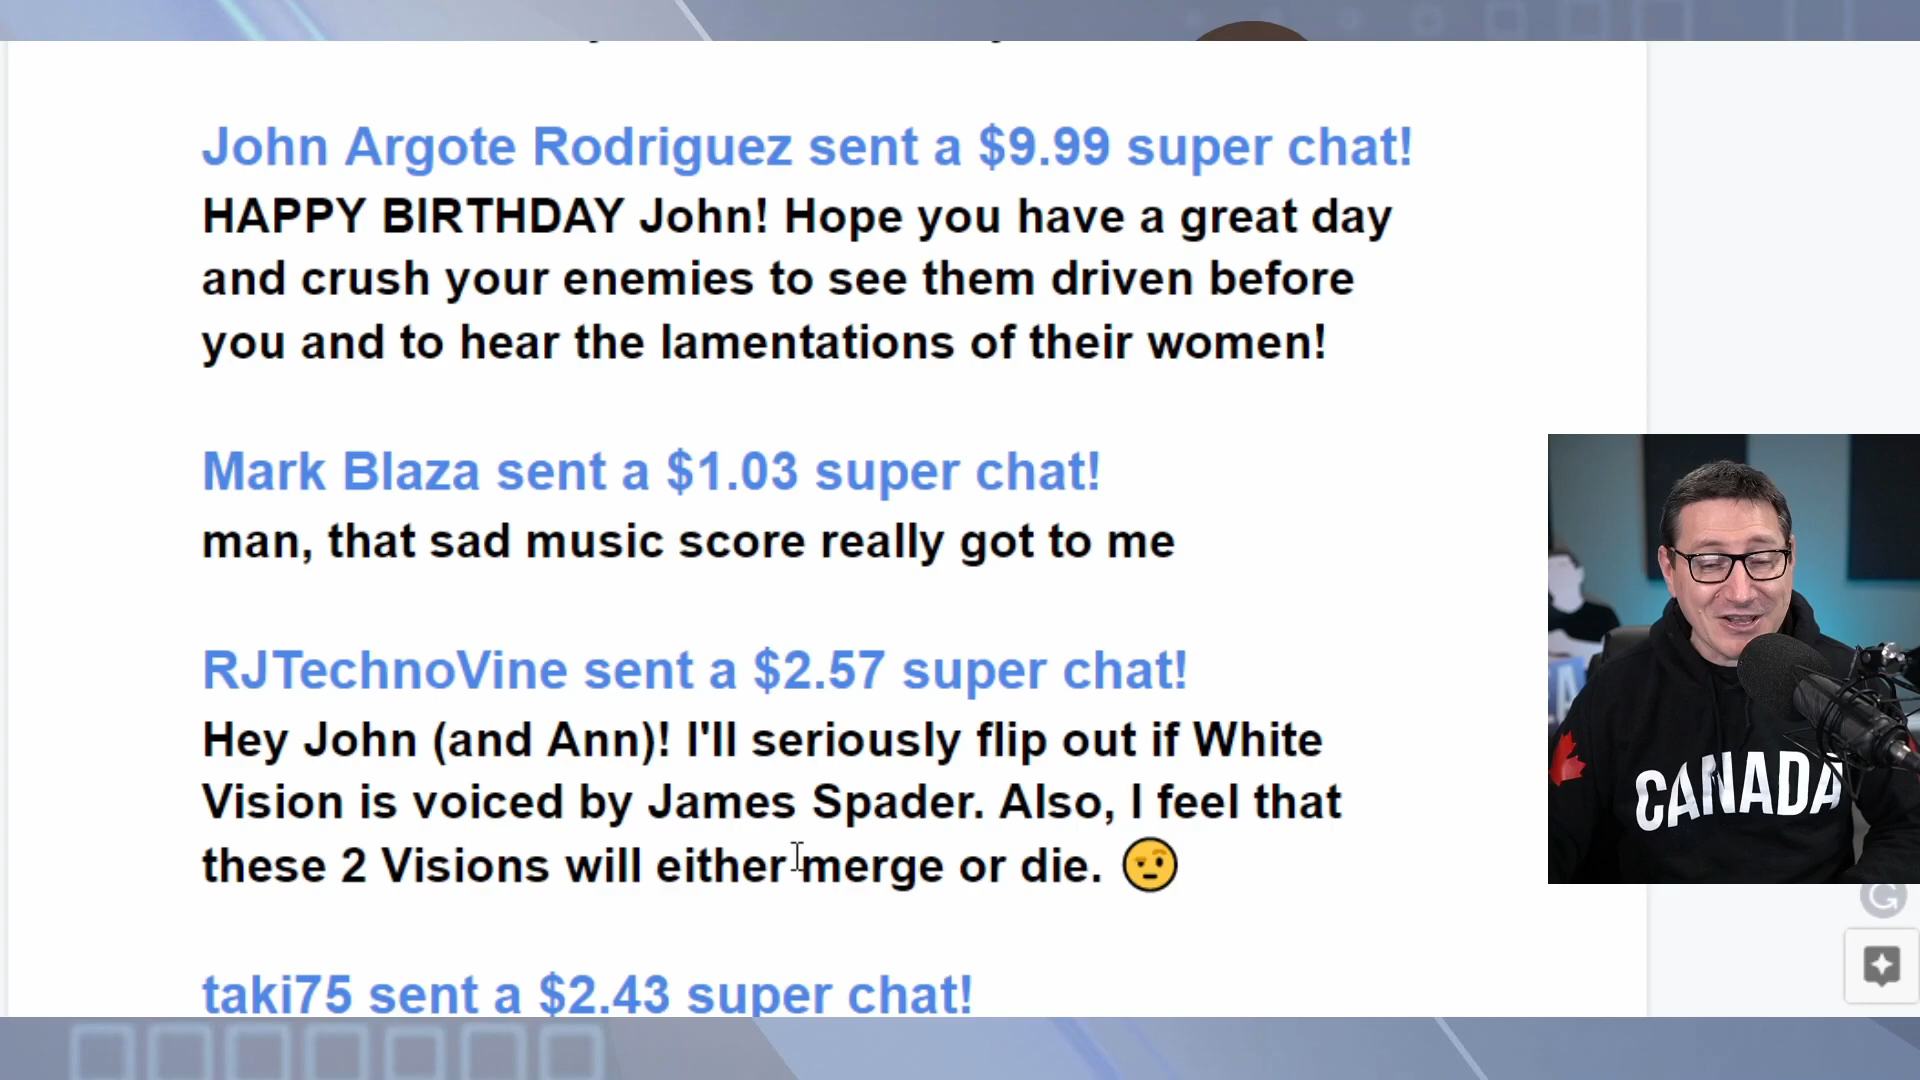 John Argote Rodriguez sent a $9.99 super chat!
HAPPY BIRTHDAY John! Hope you have a great day
and crush your enemies to see them driven before
you and to hear the lamentations of their women!
Mark Blaza sent a $1.03 super chat!
man, that sad music score really got to me
RJTechnoVine sent a $2.57 super chat!
Hey John (and Ann)! I'll seriously flip out if White
Vision is voiced by James Spader. Also, I feel that
these 2 Visions will either merge or die. 🤨
taki75 sent a $2.43 super chat!
CANADA